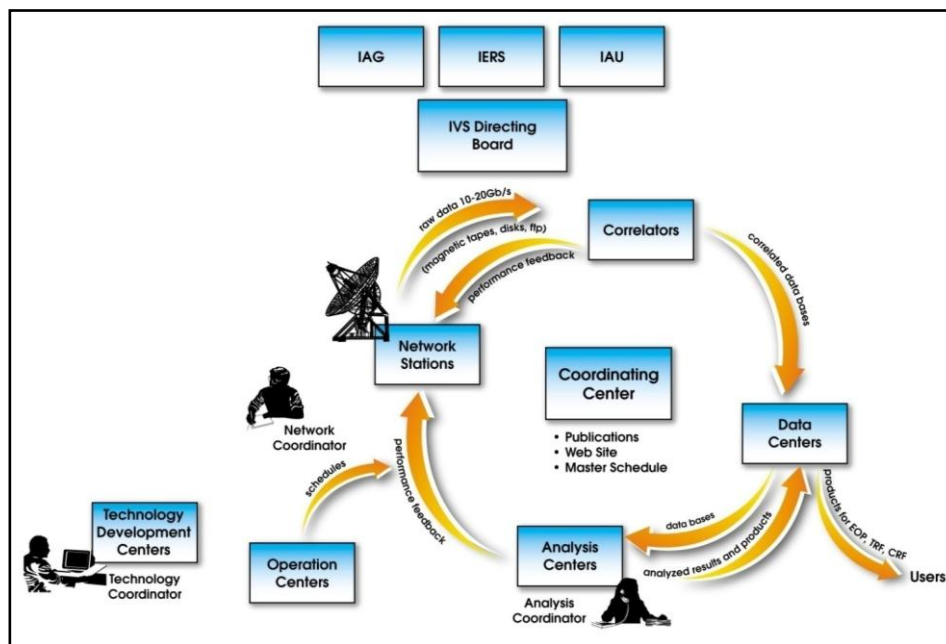 IAG
IERS
IAU
IVS Directing
Board
raw data 10-20Gb/s
(magnetic tapes, disks, ftp)
performance feedback
Correlators
correlated data bases
Network
Stations
Coordinating
Center
• Publications
• Web Site
• Master Schedule
Network
Coordinator
Data
Centers
schedules
performance feedback
data bases
analyzed results and products
products for EOP, TRF, CRF
Users
Technology
Development
Centers
Technology
Coordinator
Operation
Centers
Analysis
Centers
Analysis
Coordinator